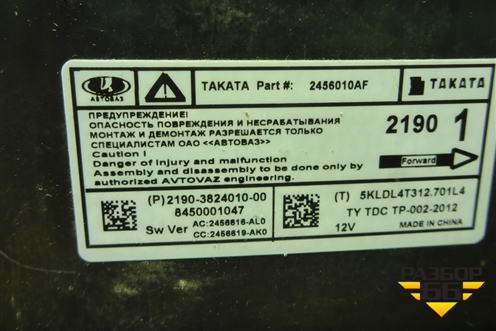 АВТОВАЗ
TAKATA Part #: 2456010AF
TAKATA
ПРЕДУПРЕЖДЕНИЕ!
ОПАСНОСТЬ ПОВРЕЖДЕНИЯ И НЕСРАБАТЫВАНИЯ
МОНТАЖ И ДЕМОНТАЖ РАЗРЕШАЕТСЯ ТОЛЬКО
СПЕЦИАЛИСТАМ ОАО <<АВТОВАЗ>>
Caution !
Danger of injury and malfunction
Assembly and disassembly to be done only by
authorized AVTOVAZ engineering.
2190 1
Forward
(P)2190-3824010-00
8450001047
Sw Ver AC:2456616-AL0
CC:2456619-AK0
(T) 5KLDL4T312.701L4
TY TDC TP-002-2012
12V MADE IN CHINA
РАЗБОР
66